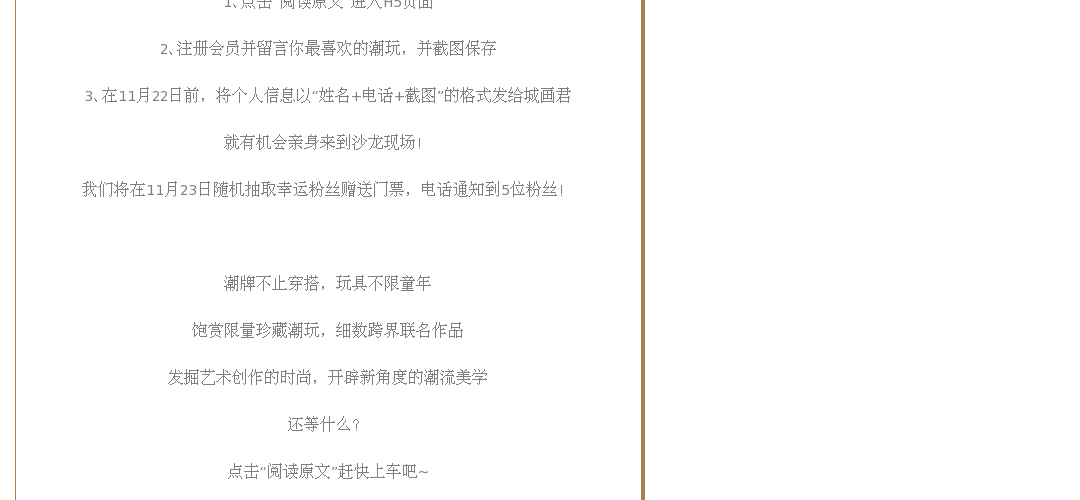 1、点击“阅读原文”进入H5页面
2、注册会员并留言你最喜欢的潮玩，并截图保存
3、在11月22日前，将个人信息以“姓名+电话+截图”的格式发给城画君
就有机会亲身来到沙龙现场！
我们将在11月23日随机抽取幸运粉丝赠送门票，电话通知到5位粉丝！
潮牌不止穿搭，玩具不限童年
饱赏限量珍藏潮玩，细数跨界联名作品
发掘艺术创作的时尚，开辟新角度的潮流美学
还等什么？
点击“阅读原文”赶快上车吧~